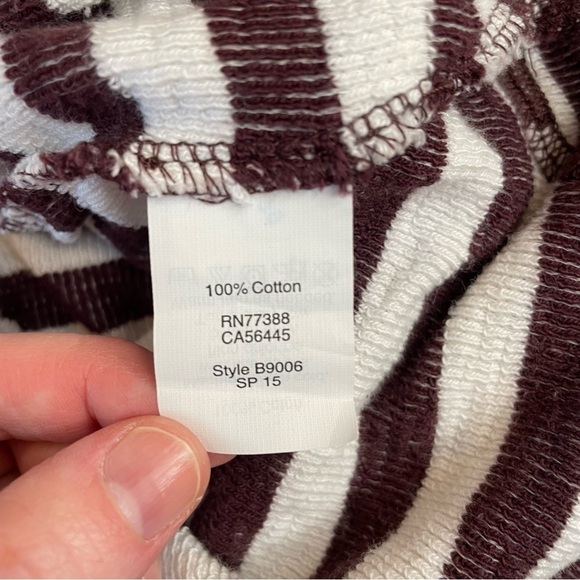 100% Cotton
RN77388
CA56445
Style B9006
SP 15